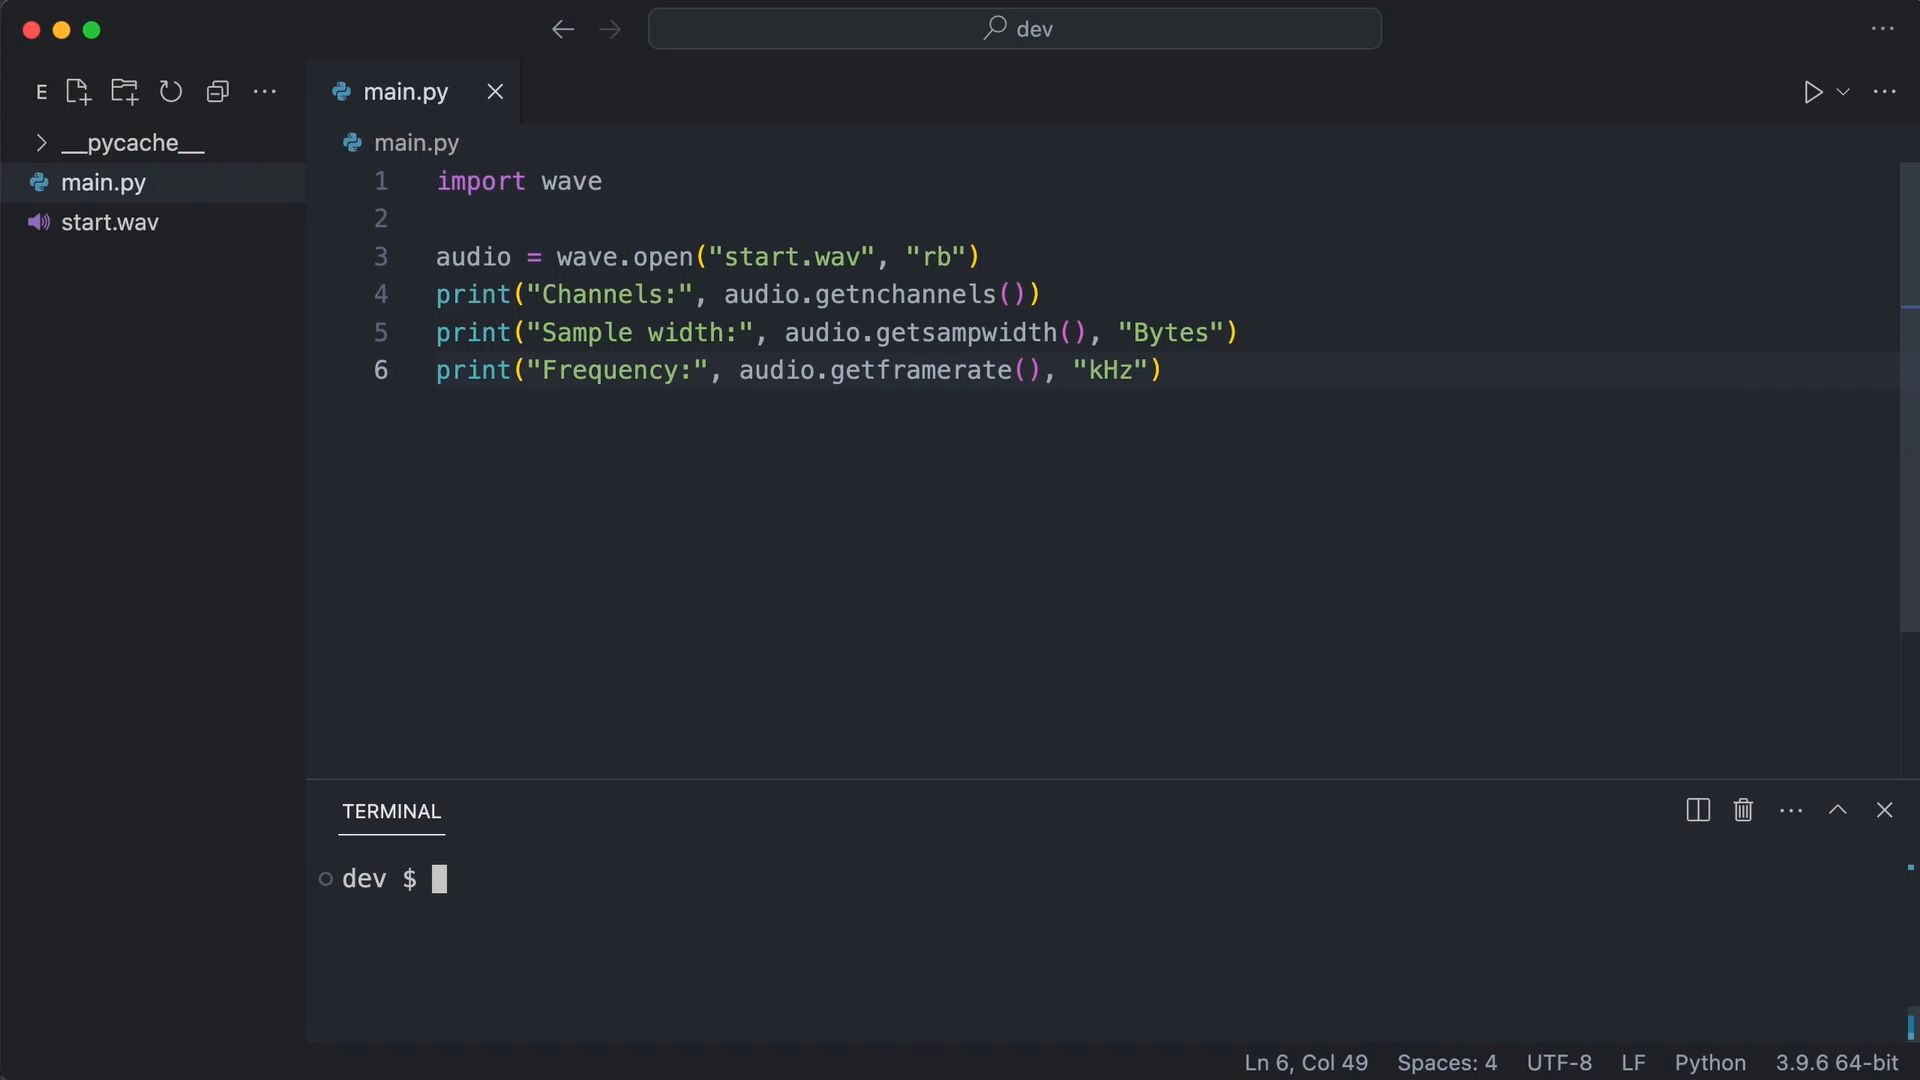 dev
E
main.py
__pycache__
main.py
main.py
start.wav
1 import wave
2
3 audio = wave.open("start.wav", "rb")
4 print("Channels:", audio.getnchannels())
5 print("Sample width:", audio.getsampwidth(), "Bytes")
6 print("Frequency:", audio.getframerate(), "kHz")
TERMINAL
dev $
Ln 6, Col 49 Spaces: 4 UTF-8 LF Python 3.9.6 64-bit